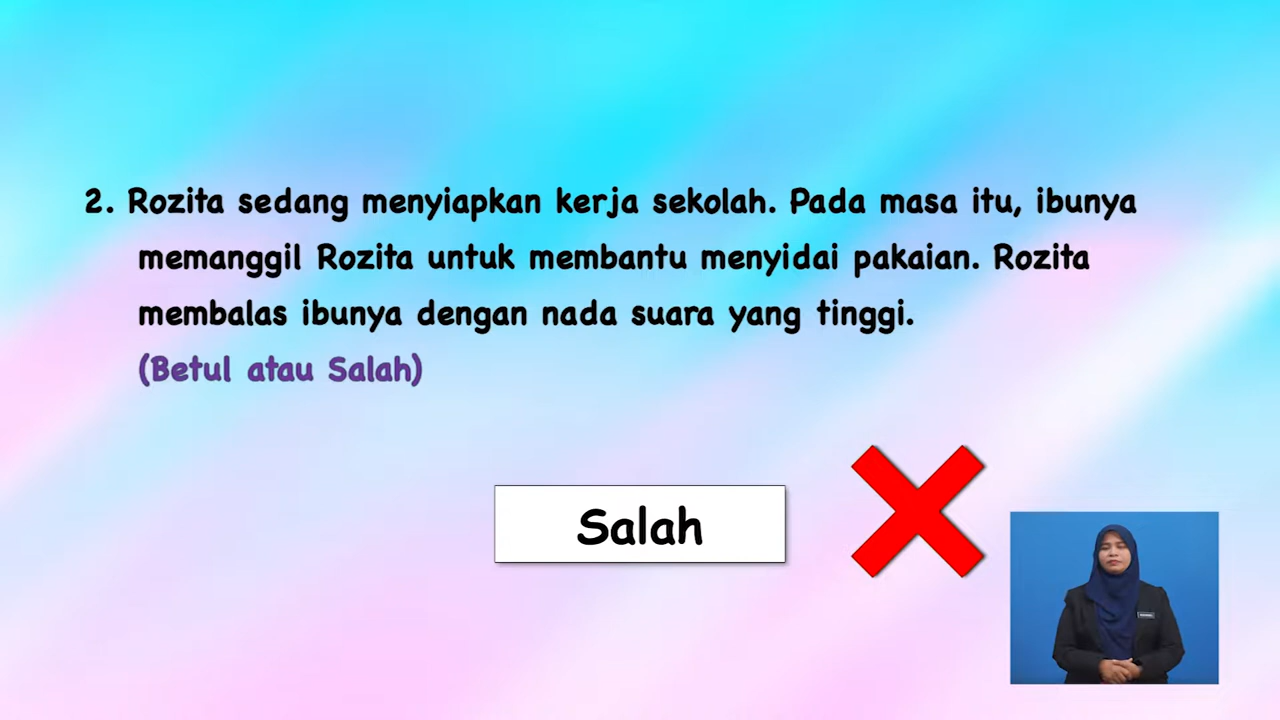 2. Rozita sedang menyiapkan kerja sekolah. Pada masa itu, ibunya
memanggil Rozita untuk membantu menyidai pakaian. Rozita
membalas ibunya dengan nada suara yang tinggi.
(Betul atau Salah)
Salah